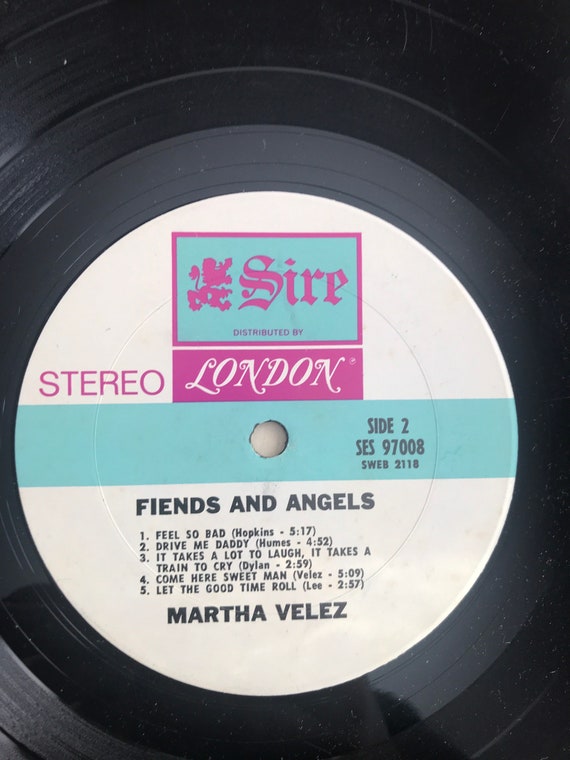 Sire
DISTRIBUTED BY
STEREO
LONDON
SIDE 2
SES 97008
SWEB 2118
FIENDS AND ANGELS
1. FEEL SO BAD (Hopkins - 5:17)
2. DRIVE ME DADDY (Humes - 4:52)
3. IT TAKES A LOT TO LAUGH, IT TAKES A
TRAIN TO CRY (Dylan - 2:59)
4. COME HERE SWEET MAN (Velez - 5:09)
5. LET THE GOOD TIME ROLL (Lee - 2:57)
MARTHA VELEZ